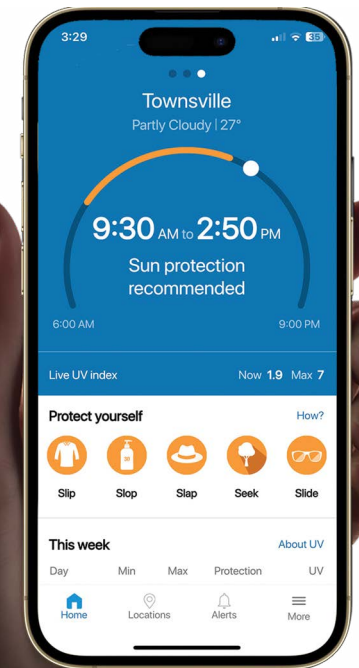 3:29
35
Townsville
Partly Cloudy | 27°
9:30 AM to 2:50 PM
Sun protection
recommended
6:00 AM
9:00 PM
Live UV index
Now 1.9 Max 7
Protect yourself
How?
Slip
Slop
Slap
Seek
Slide
This week
About UV
Day
Min
Max
Protection
UV
Home
Locations
Alerts
More